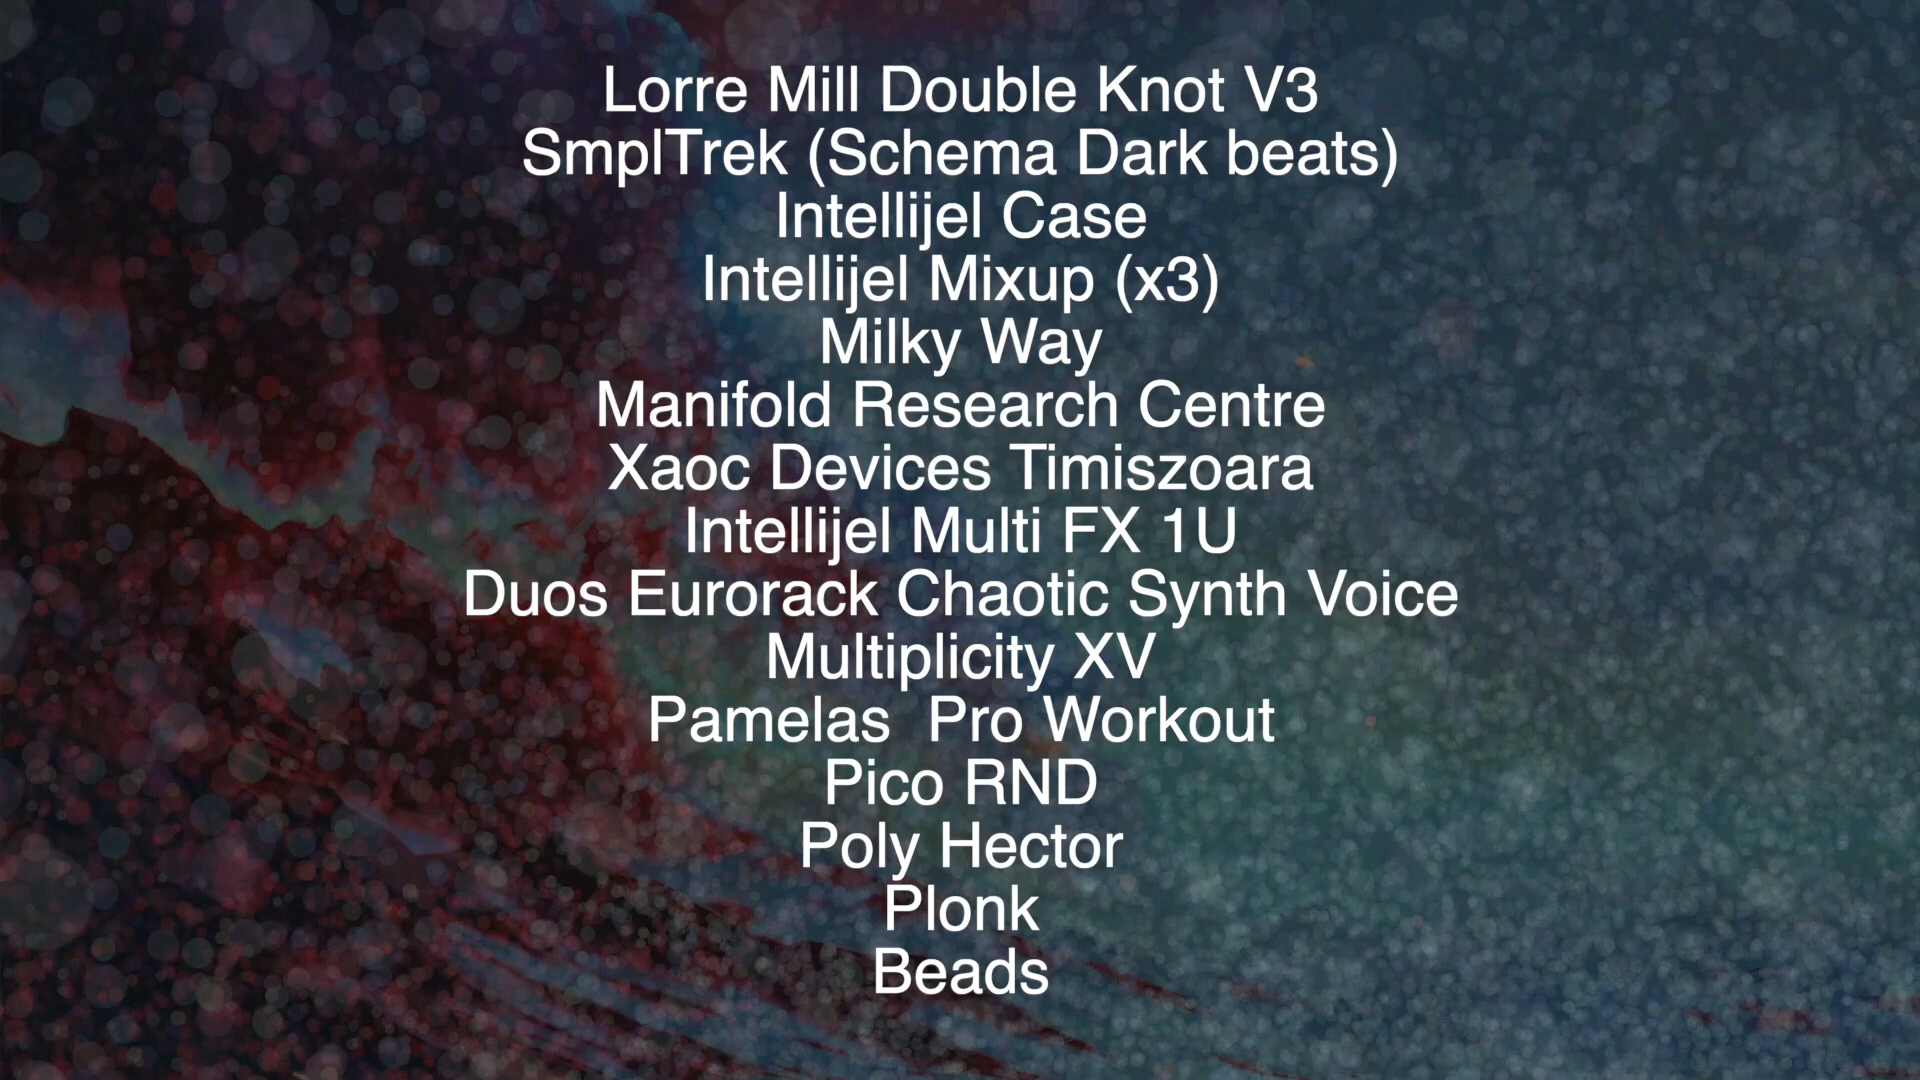 Lorre Mill Double Knot V3
SmplTrek (Schema Dark beats)
Intellijel Case
Intellijel Mixup (x3)
Milky Way
Manifold Research Centre
Xaoc Devices Timiszoara
Intellijel Multi FX 1U
Duos Eurorack Chaotic Synth Voice
Multiplicity XV
Pamelas  Pro Workout
Pico RND
Poly Hector
Plonk
Beads